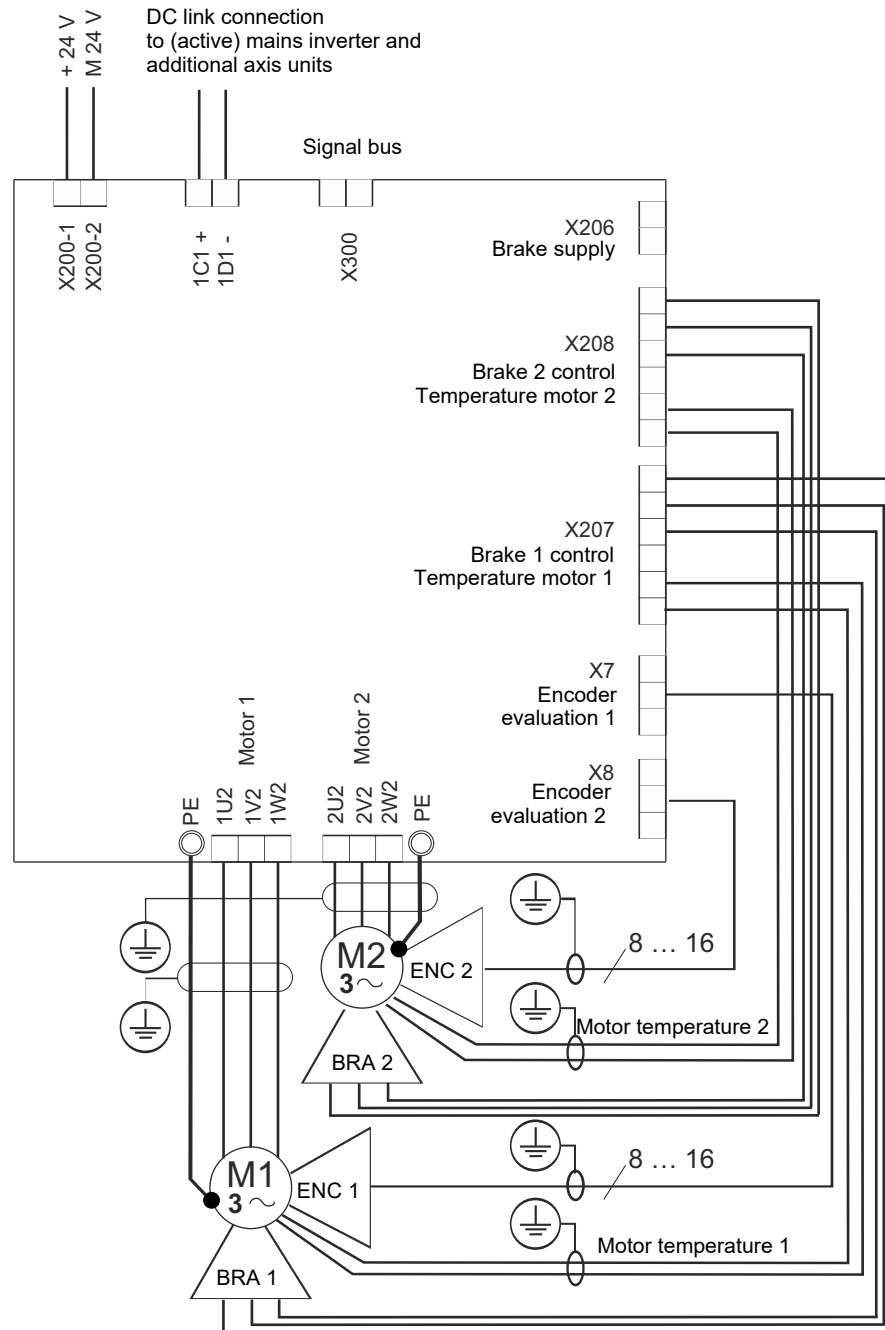 + 24 V
M 24 V
DC link connection
to (active) mains inverter and
additional axis units
Signal bus
X200-1
X200-2
1C1 +
1D1 -
X300
X206
Brake supply
X208
Brake 2 control
Temperature motor 2
X207
Brake 1 control
Temperature motor 1
X7
Encoder
evaluation 1
X8
Encoder
evaluation 2
Motor 1
Motor 2
PE
1U2
1V2
1W2
2U2
2V2
2W2
PE
M2
3 ~
ENC 2
8 … 16
Motor temperature 2
BRA 2
M1
3 ~
ENC 1
8 … 16
Motor temperature 1
BRA 1